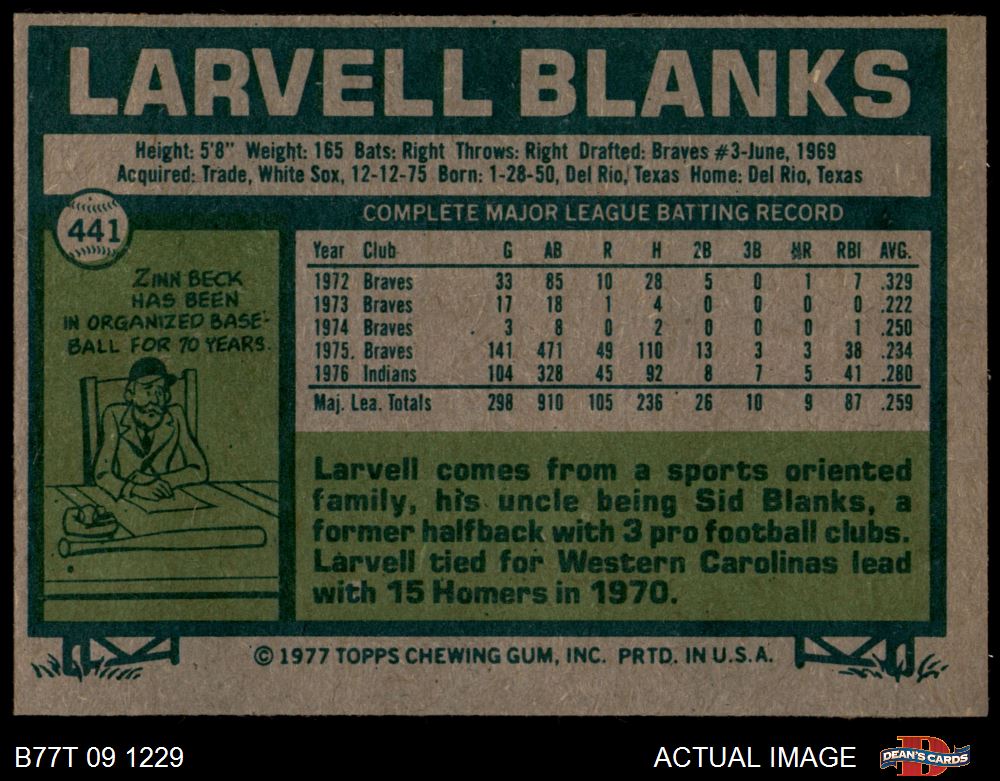 LARVELL BLANKS
Height: 5'8" Weight: 165 Bats: Right Throws: Right Drafted: Braves #3-June, 1969
Acquired: Trade, White Sox, 12-12-75 Born: 1-28-50, Del Rio, Texas Home: Del Rio, Texas
441
COMPLETE MAJOR LEAGUE BATTING RECORD
Year Club G AB R H 2B 3B HR RBI AVG.
1972 Braves 33 85 10 28 5 0 1 7 .329
1973 Braves 17 18 1 4 0 0 0 0 .222
1974 Braves 3 8 0 2 0 0 0 1 .250
1975. Braves 141 471 49 110 13 3 3 38 .234
1976 Indians 104 328 45 92 8 7 5 41 .280
Maj. Lea. Totals 298 910 105 236 26 10 9 87 .259
ZINN BECK
HAS BEEN
IN ORGANIZED BASE-
BALL FOR 70 YEARS.
Larvell comes from a sports oriented
family, his uncle being Sid Blanks, a
former halfback with 3 pro football clubs.
Larvell tied for Western Carolinas lead
with 15 Homers in 1970.
© 1977 TOPPS CHEWING GUM, INC. PRTD. IN U.S.A.
B77T 09 1229
ACTUAL IMAGE
DEAN'S CARDS